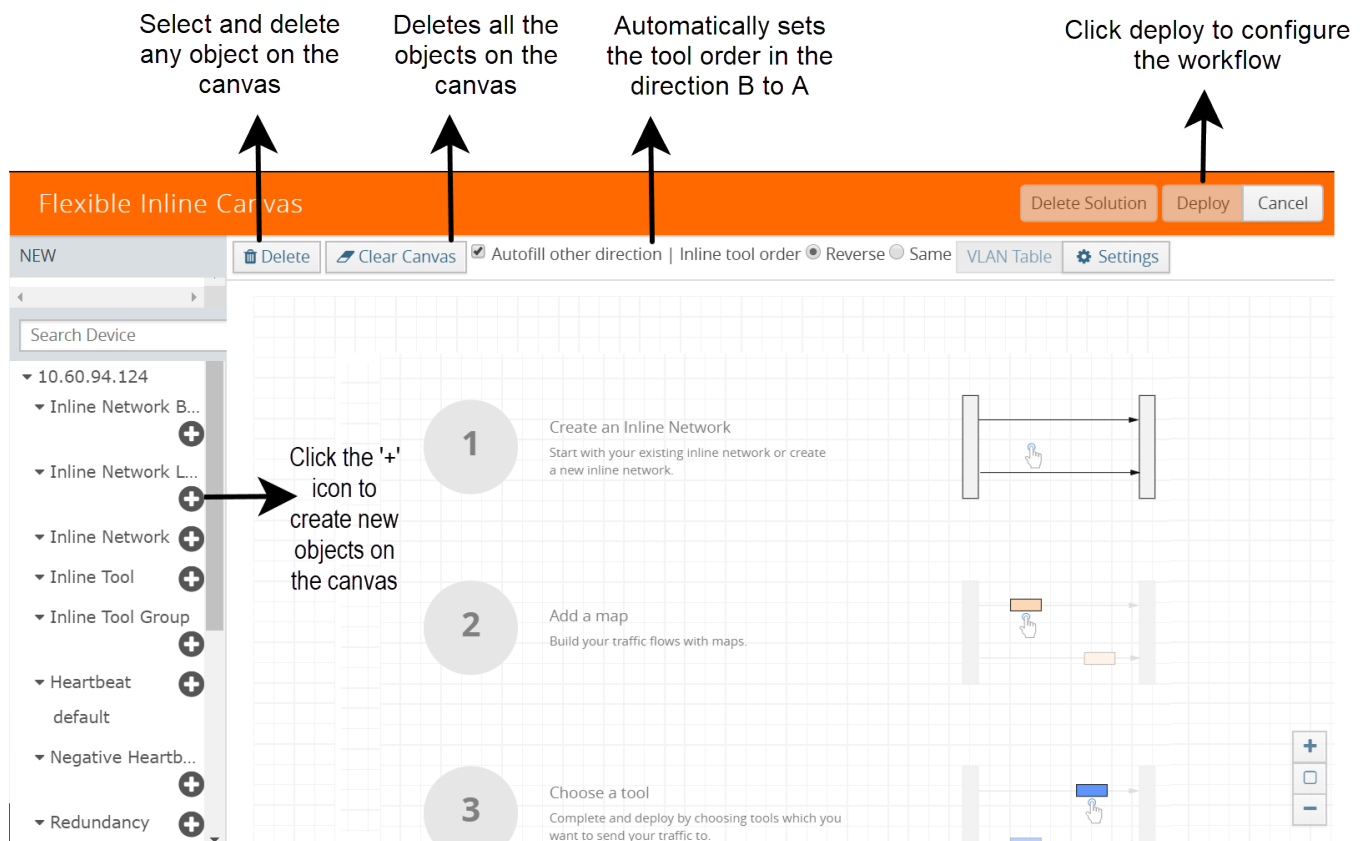 Select and delete
any object on the
canvas
Deletes all the
objects on the
canvas
Automatically sets
the tool order in the
direction B to A
Click deploy to configure
the workflow
Flexible Inline Canvas
Delete Solution
Deploy
Cancel
NEW
Delete
Clear Canvas
Autofill other direction | Inline tool order
Reverse
Same
VLAN Table
Settings
Search Device
10.60.94.124
Inline Network B...
Inline Network L...
Inline Network
Inline Tool
Inline Tool Group
Heartbeat
default
Negative Heartb...
Redundancy
Click the '+'
icon to
create new
objects on
the canvas
1
Create an Inline Network
Start with your existing inline network or create
a new inline network.
2
Add a map
Build your traffic flows with maps.
3
Choose a tool
Complete and deploy by choosing tools which you
want to send your traffic to.